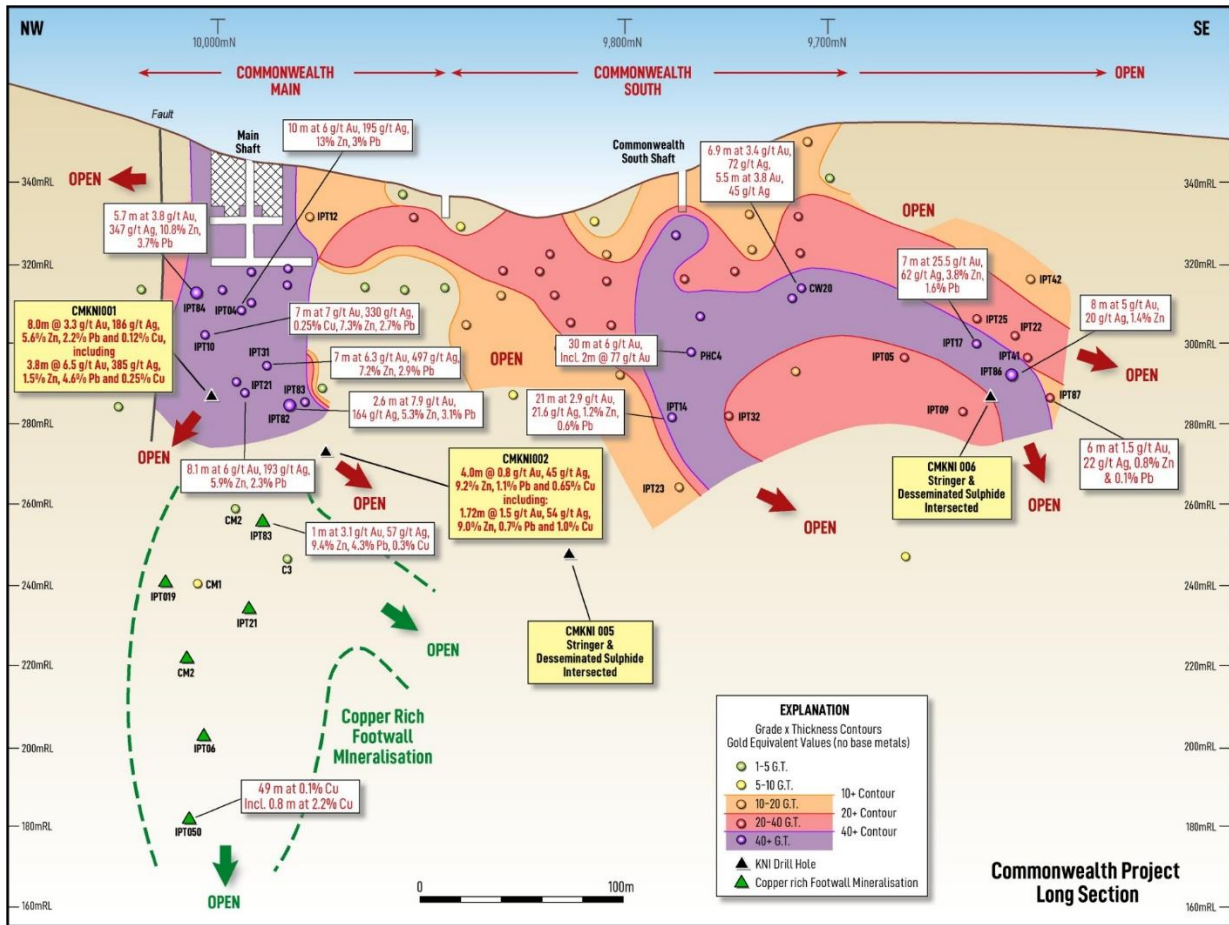 NW
SE
10,000mN
9,800mN
9,700mN
COMMONWEALTH
MAIN
COMMONWEALTH
SOUTH
OPEN
Fault
Main
Shaft
10 m at 6 g/t Au, 195 g/t Ag,
13% Zn, 3% Pb
Commonwealth
South Shaft
6.9 m at 3.4 g/t Au,
72 g/t Ag,
5.5 m at 3.8 Au,
45 g/t Ag
340mRL
OPEN
340mRL
5.7 m at 3.8 g/t Au,
347 g/t Ag, 10.8% Zn,
3.7% Pb
IPT12
OPEN
7 m at 25.5 g/t Au,
62 g/t Ag, 3.8% Zn,
1.6% Pb
320mRL
320mRL
IPT84
IPT04
CW20
IPT42
8 m at 5 g/t Au,
20 g/t Ag, 1.4% Zn
CMKNI001
8.0m @ 3.3 g/t Au, 186 g/t Ag,
5.6% Zn, 2.2% Pb and 0.12% Cu,
including
3.8m @ 6.5 g/t Au, 385 g/t Ag,
1.5% Zn, 4.6% Pb and 0.25% Cu
7 m at 7 g/t Au, 330 g/t Ag,
0.25% Cu, 7.3% Zn, 2.7% Pb
IPT25
IPT22
IPT10
IPT17
300mRL
30 m at 6 g/t Au,
Incl. 2m @ 77 g/Au
PHC4
IPT05
IPT41
300mRL
IPT31
7 m at 6.3 g/t Au, 497 g/t Ag,
7.2% Zn, 2.9% Pb
OPEN
IPT86
OPEN
IPT21
IPT83
2.6 m at 7.9 g/t Au,
164 g/t Ag, 5.3% Zn, 3.1% Pb
21 m at 2.9 g/t Au,
21.6 g/t Ag, 1.2% Zn,
0.6% Pb
IPT14
IPT32
IPT09
IPT87
IPT82
280mRL
280mRL
OPEN
8.1 m at 6 g/t Au, 193 g/t Ag,
5.9% Zn, 2.3% Pb
OPEN
CMKNI002
4.0m @ 0.8 g/t Au, 45 g/t Ag,
9.2% Zn, 1.1% Pb and 0.65% Cu
including:
1.72m @ 1.5 g/t Au, 54 g/t Ag,
9.0% Zn, 0.7% Pb and 1.0% Cu
IPT23
OPEN
CMKNI 006
Stringer &
Desseminated Sulphide
Intersected
OPEN
6 m at 1.5 g/t Au,
22 g/t Ag, 0.8% Zn
& 0.1% Pb
260mRL
260mRL
CM2
IPT83
1 m at 3.1 g/t Au, 57 g/t Ag,
9.4% Zn, 4.3% Pb, 0.3% Cu
C3
240mRL
IPT019
CM1
240mRL
IPT21
OPEN
CMKNI 005
Stringer &
Desseminated Sulphide
Intersected
220mRL
CM2
220mRL
Copper Rich
Footwall
MIneralisation
200mRL
IPT06
200mRL
49 m at 0.1% Cu
Incl. 0.8 m at 2.2% Cu
180mRL
IPT050
180mRL
OPEN
160mRL
160mRL
0
100m
EXPLANATION
Grade x Thickness Contours
Gold Equivalent Values (no base metals)
1-5 G.T.
5-10 G.T.
10-20 G.T.
10+ Contour
20-40 G.T.
20+ Contour
40+ G.T.
40+ Contour
KNI Drill Hole
Copper rich Footwall Mineralisation
Commonwealth Project
Long Section